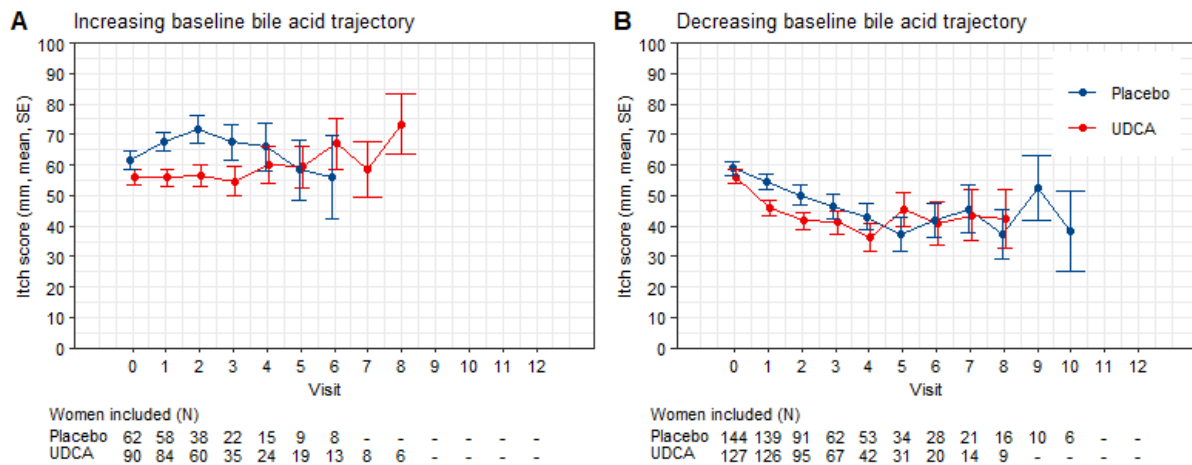 A Increasing baseline bile acid trajectory
Itch score (mm, mean, SE)
100
90
80
70
60
50
40
30
20
10
0
0 1 2 3 4 5 6 7 8 9 10 11 12
Visit
Women included (N)
Placebo 62 58 38 22 15 9 8 - - - - - -
UDCA 90 84 60 35 24 19 13 8 6 - - - -
B Decreasing baseline bile acid trajectory
Itch score (mm, mean, SE)
100
90
80
70
60
50
40
30
20
10
0
Placebo
UDCA
0 1 2 3 4 5 6 7 8 9 10 11 12
Visit
Women included (N)
Placebo 144 139 91 62 53 34 28 21 16 10 6 - -
UDCA 127 126 95 67 42 31 20 14 9 - - - -